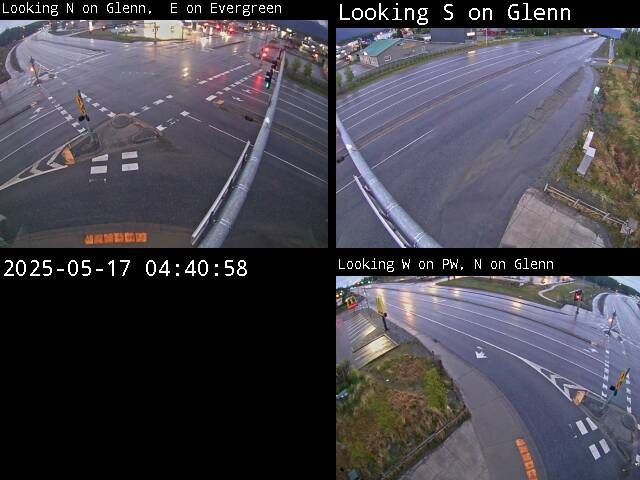 Looking N on Glenn,  E on Evergreen
Looking S on Glenn
2025-05-17 04:40:58
Looking W on PW, N on Glenn